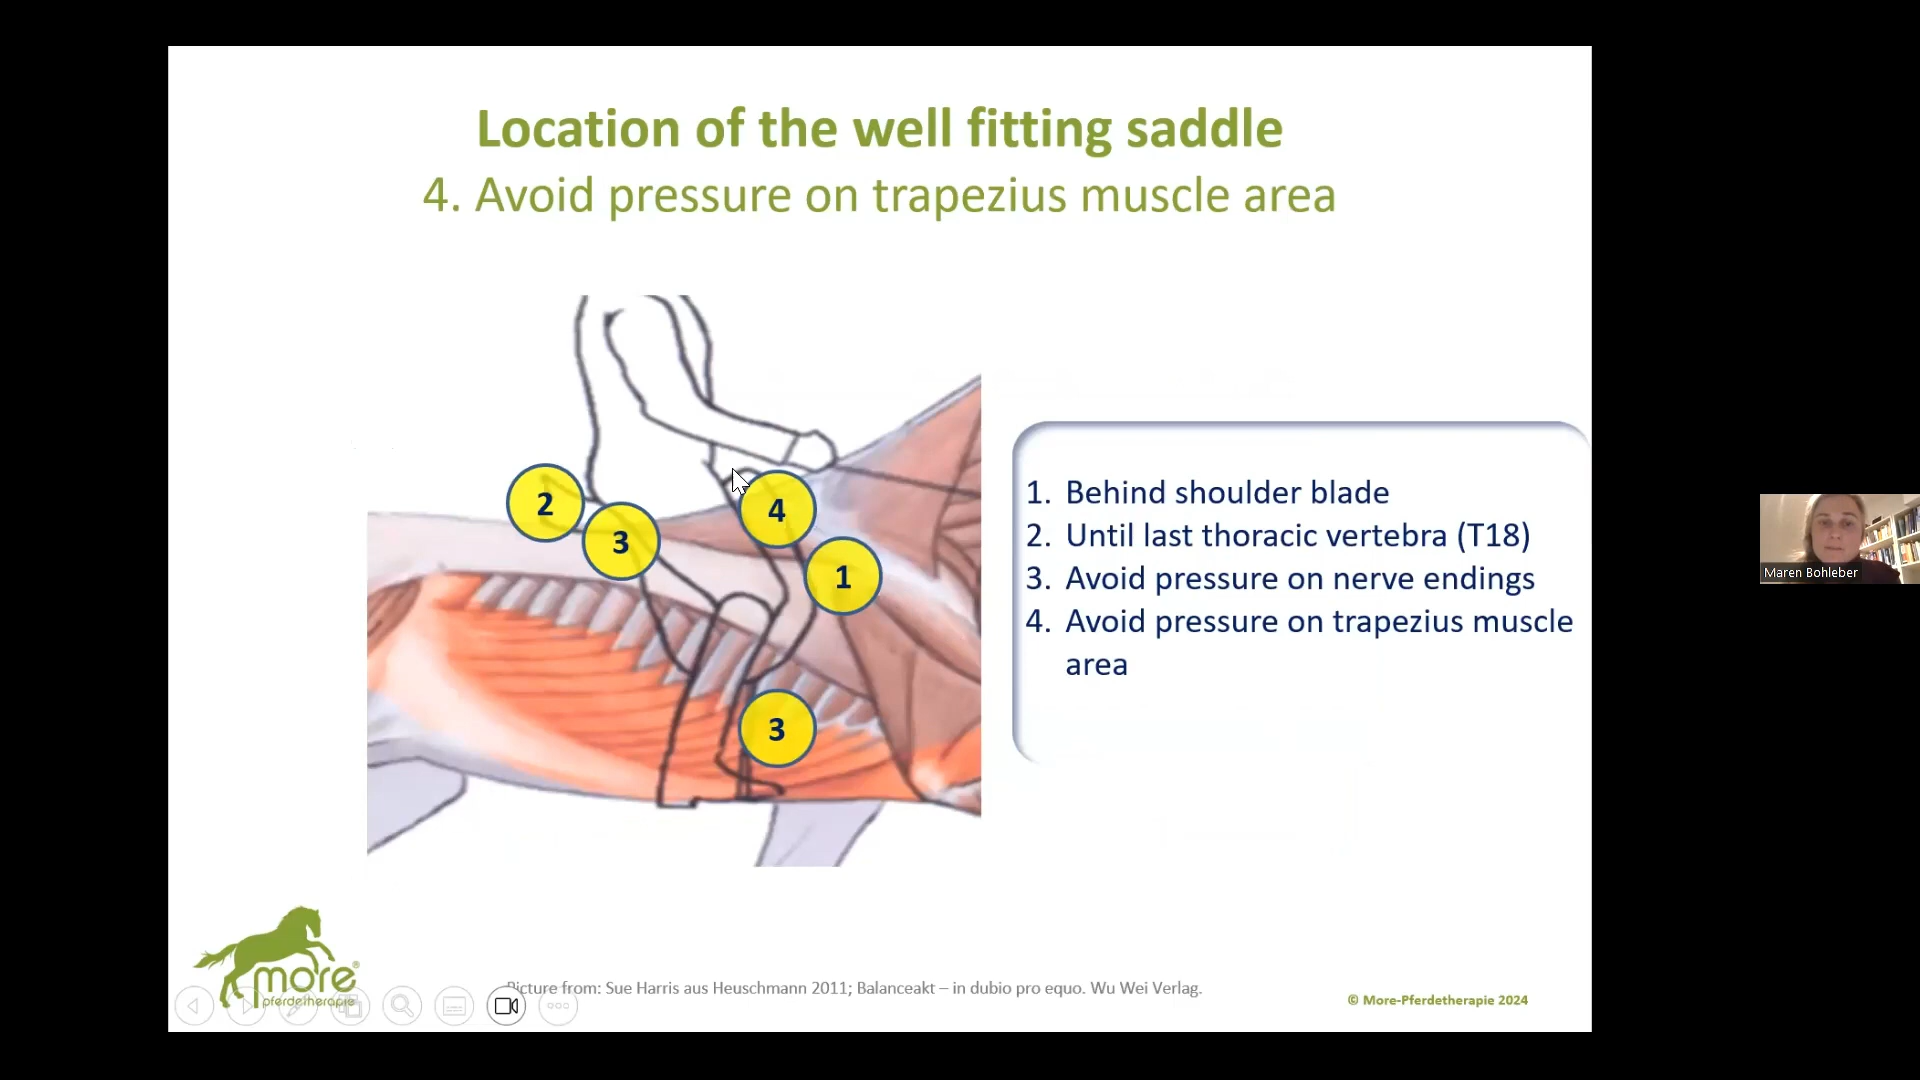 Location of the well fitting saddle
4. Avoid pressure on trapezius muscle area
2
3
4
1
3
1. Behind shoulder blade
2. Until last thoracic vertebra (T18)
3. Avoid pressure on nerve endings
4. Avoid pressure on trapezius muscle
area
Maren Bohleber
more®
pferdetherapie
Picture from: Sue Harris aus Heuschmann 2011; Balanceakt – in dubio pro equo. Wu Wei Verlag.
© More-Pferdetherapie 2024